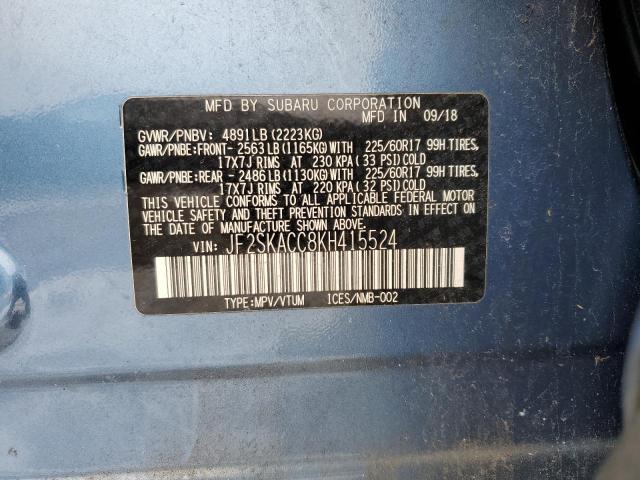 MFD BY SUBARU CORPORATION
MFD IN 09/18
GVWR/PNBV: 4891LB(2223KG)
GAWR/PNBE:FRONT- 2563LB(1165KG)WITH 225/60R17 99H TIRES,
17X7J RIMS AT 230 KPA(33 PSI)COLD
GAWR/PNBE:REAR - 2486LB(1130KG)WITH 225/60R17 99H TIRES,
17X7J RIMS AT 220 KPA(32 PSI)COLD
THIS VEHICLE CONFORMS TO ALL APPLICABLE FEDERAL MOTOR
VEHICLE SAFETY AND THEFT PREVENTION STANDARDS IN EFFECT ON
THE DATE OF MANUFACTURE SHOWN ABOVE.
VIN: JF2SKACC8KH415524
TYPE:MPV/VTUM 1CES/NMB-002